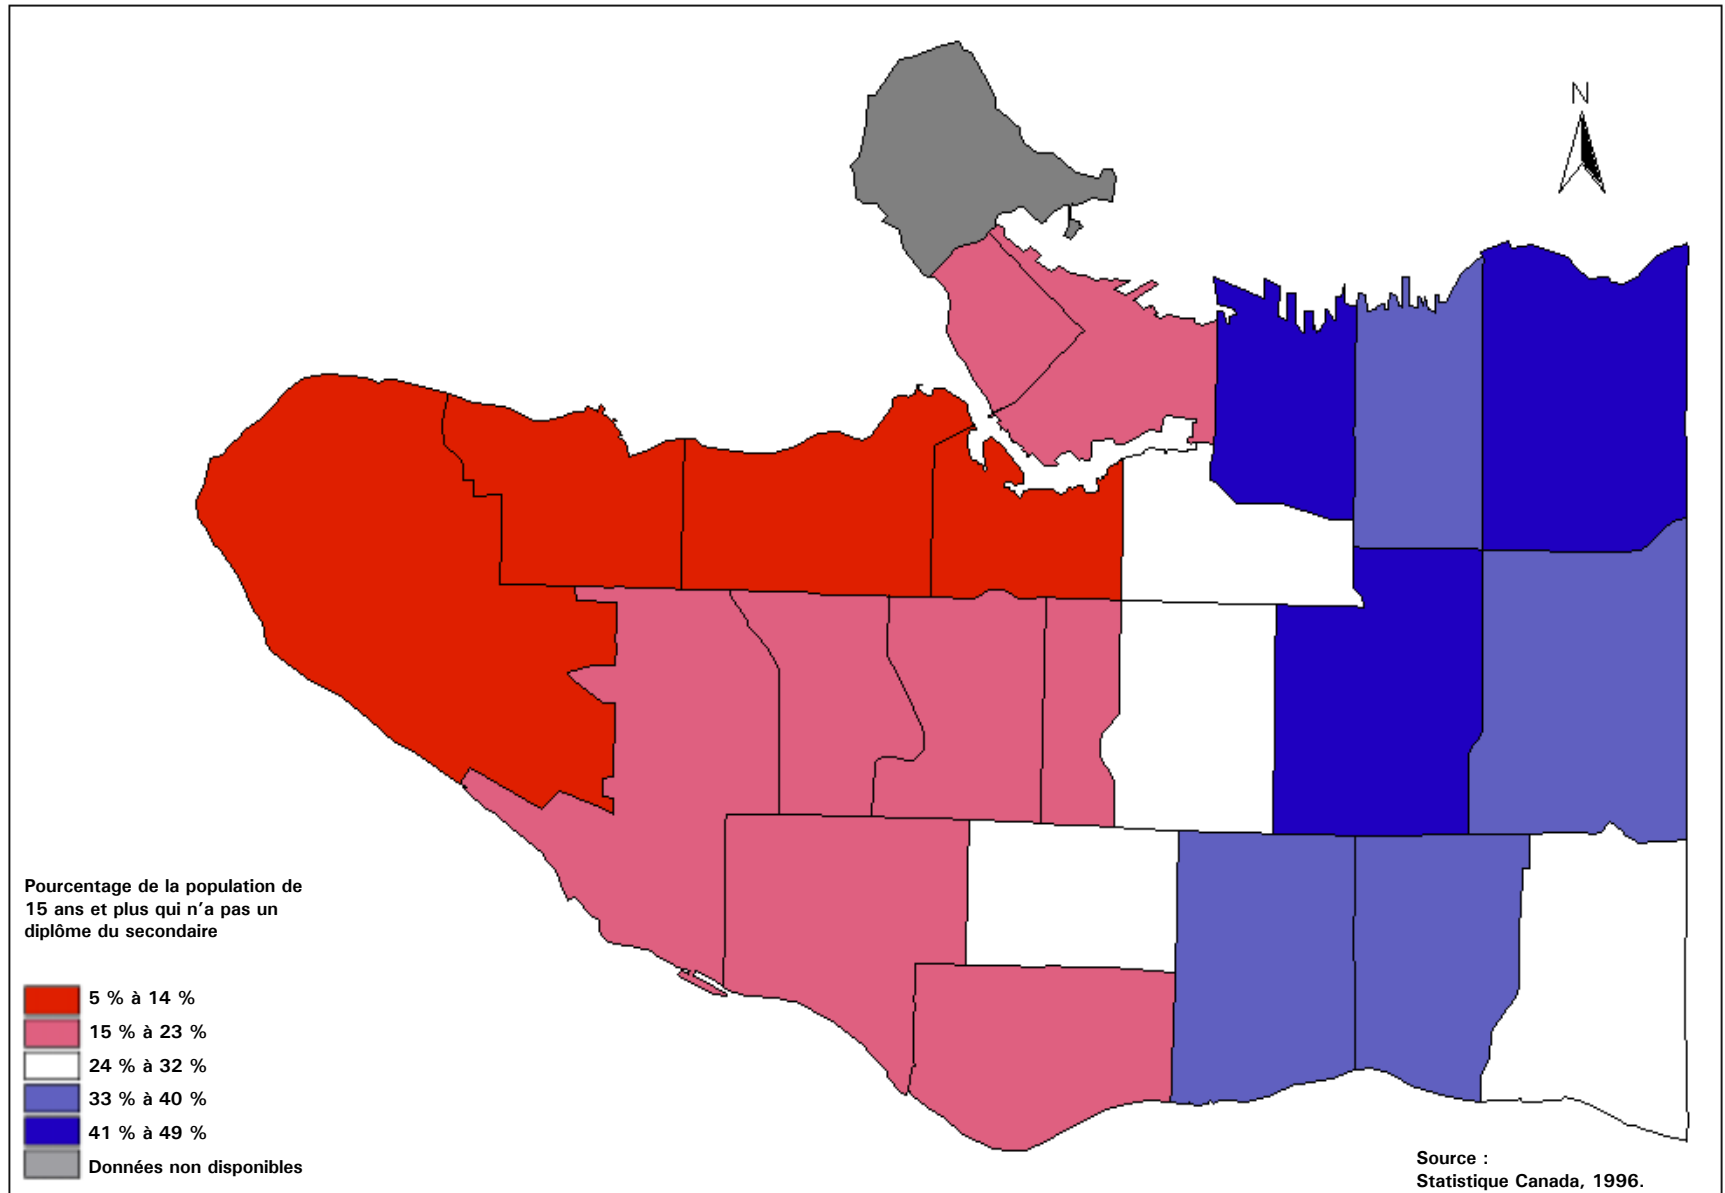 N
Pourcentage de la population de
15 ans et plus qui n'a pas un
diplôme du secondaire
5 % à 14 %
15 % à 23 %
24 % à 32 %
33 % à 40 %
41 % à 49 %
Données non disponibles
Source :
Statistique Canada, 1996.